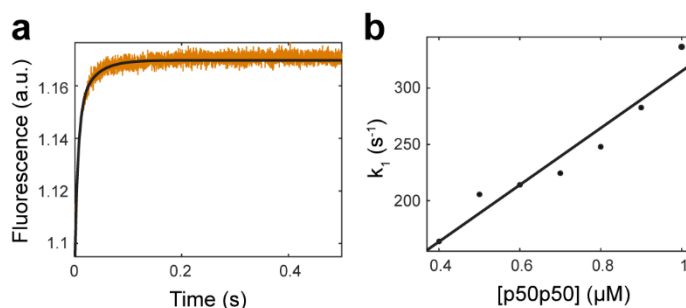 a
Fluorescence (a.u.)
1.16
1.14
1.12
1.1
0
0.2
0.4
Time (s)
b
k₁ (s⁻¹)
300
250
200
0.4
0.6
0.8
1
[p50p50] (μM)